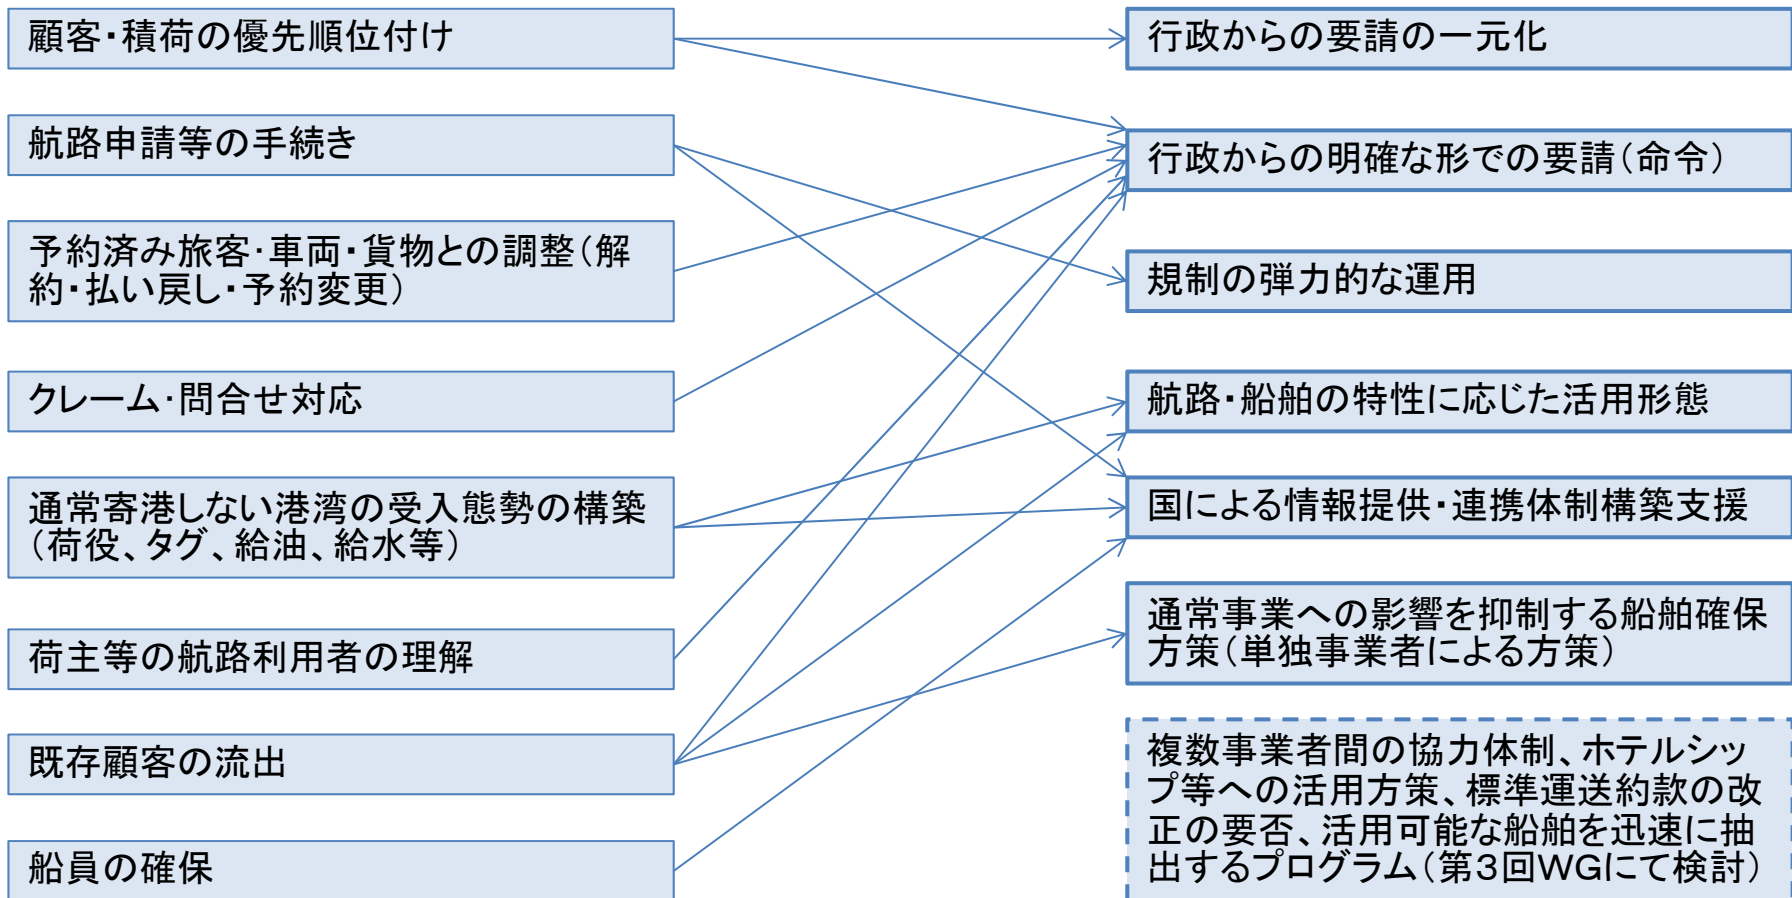 顧客・積荷の優先順位付け
航路申請等の手続き
予約済み旅客・車両・貨物との調整（解
約・払い戻し・予約変更）
クレーム・問合せ対応
通常寄港しない港湾の受入態勢の構築
（荷役、タグ、給油、給水等）
荷主等の航路利用者の理解
既存顧客の流出
船員の確保
行政からの要請の一元化
行政からの明確な形での要請（命令）
規制の弾力的な運用
航路・船舶の特性に応じた活用形態
国による情報提供・連携体制構築支援
通常事業への影響を抑制する船舶確保
方策（単独事業者による方策）
複数事業者間の協力体制、ホテルシッ
プ等への活用方策、標準運送約款の改
正の要否、活用可能な船舶を迅速に抽
出するプログラム（第３回WGにて検討）